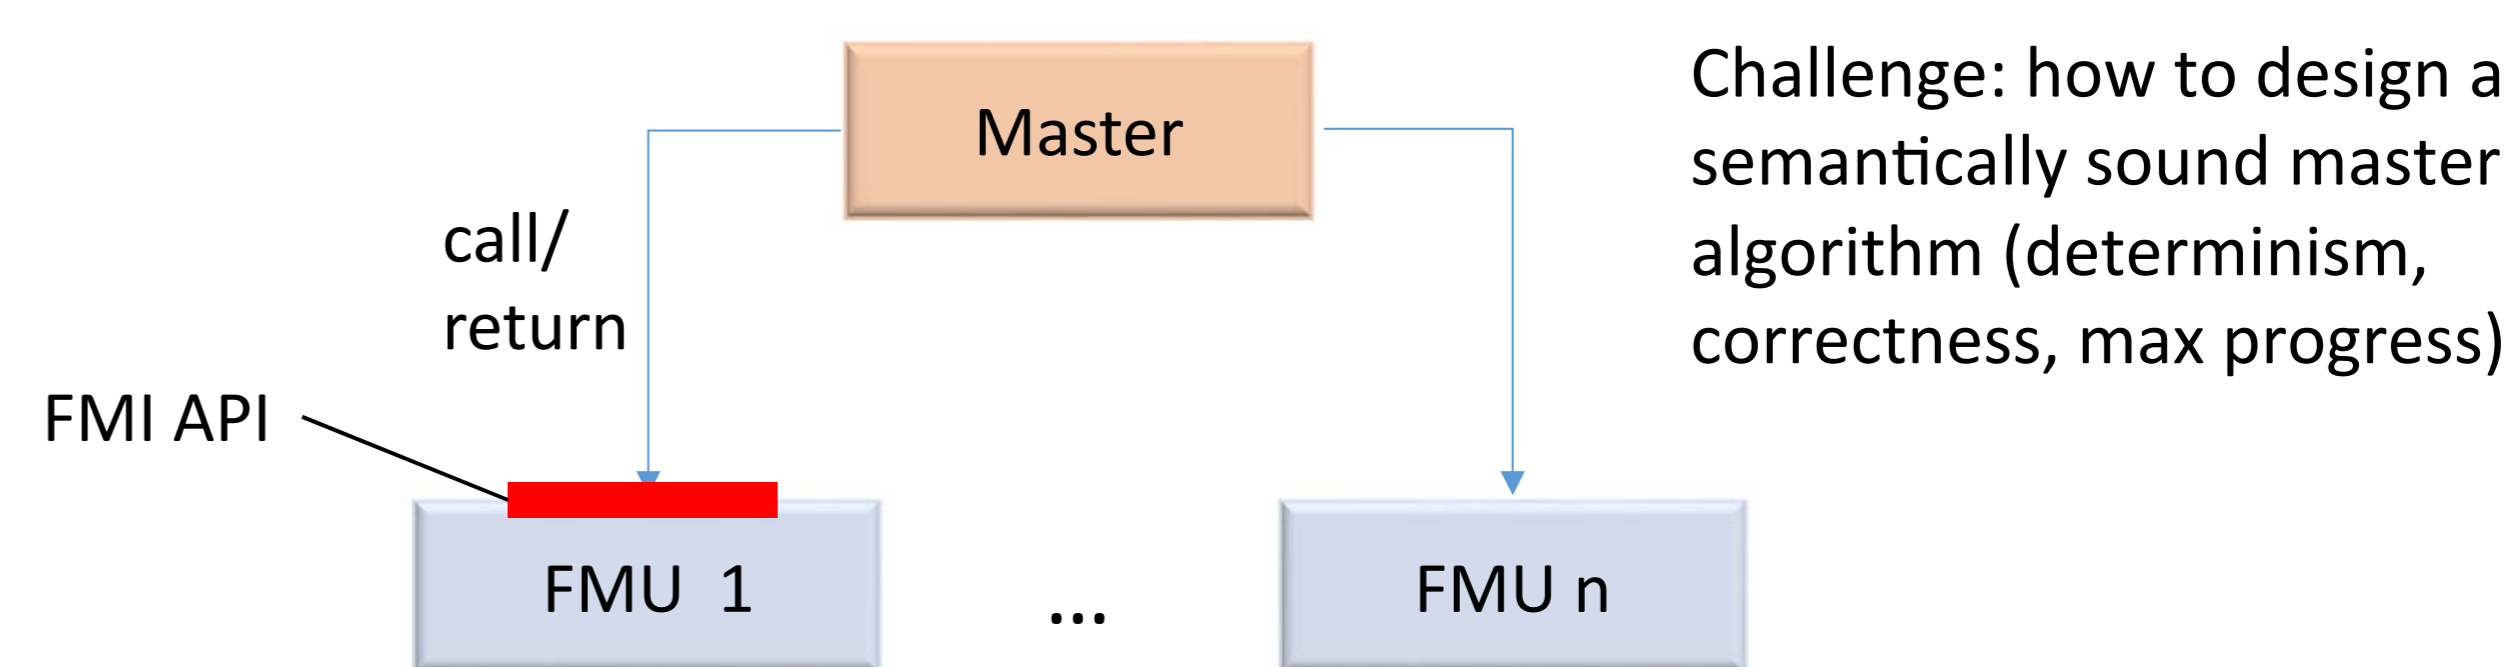 Master
Challenge: how to design a
semantically sound master
algorithm (determinism,
correctness, max progress)
call/
return
FMI API
FMU 1
...
FMU n